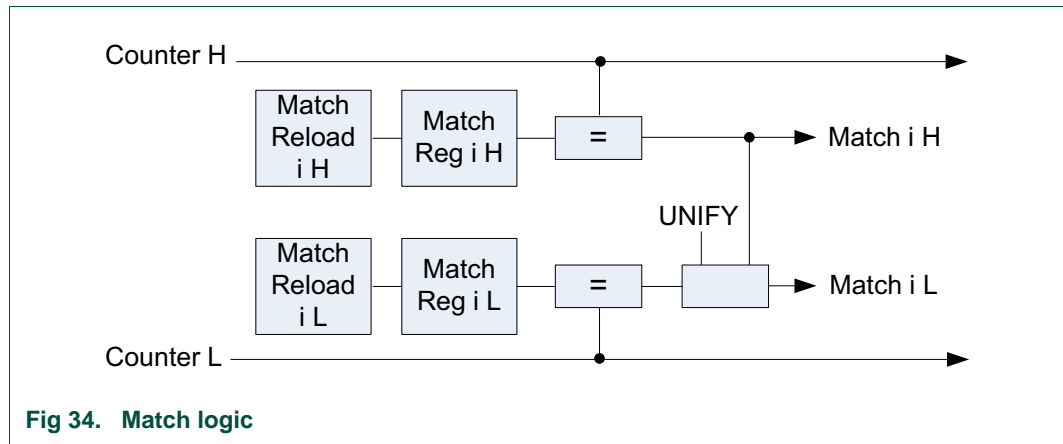 Counter H
Match
Reload
i H
Match
Reg i H
=
Match i H
UNIFY
Match
Reload
i L
Match
Reg i L
=
Match i L
Counter L
Fig 34. Match logic